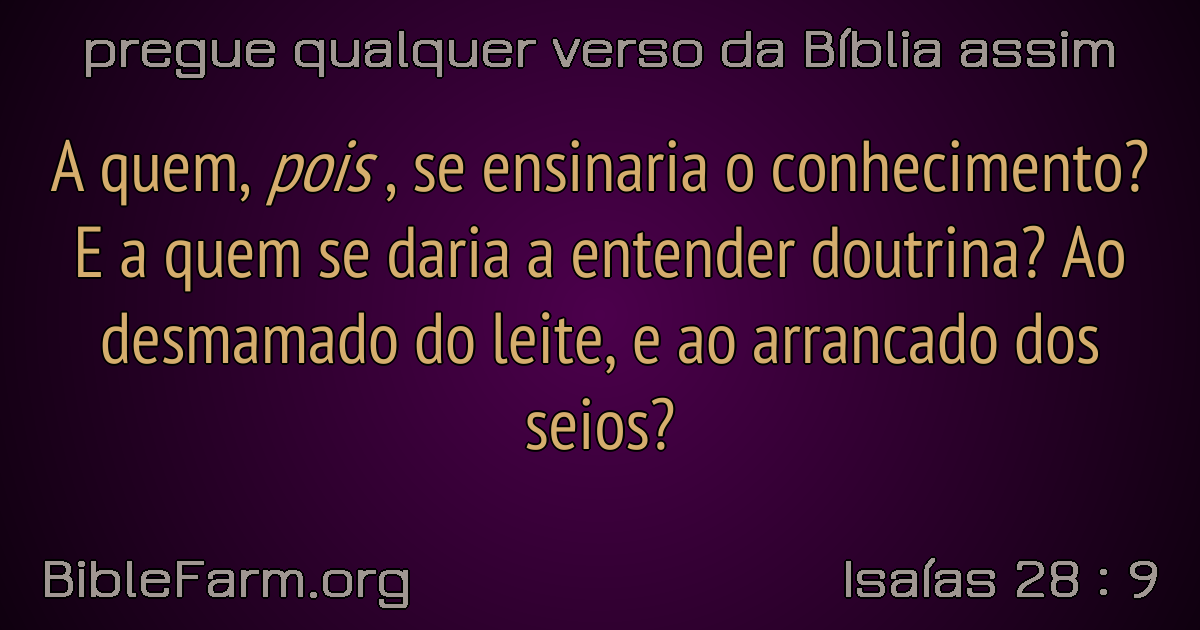 pregue qualquer verso da Bíblia assim
A quem, pois , se ensinaria o conhecimento?
E a quem se daria a entender doutrina? Ao
desmamado do leite, e ao arrancado dos
seios?
BibleFarm.org
Isaías 28 : 9